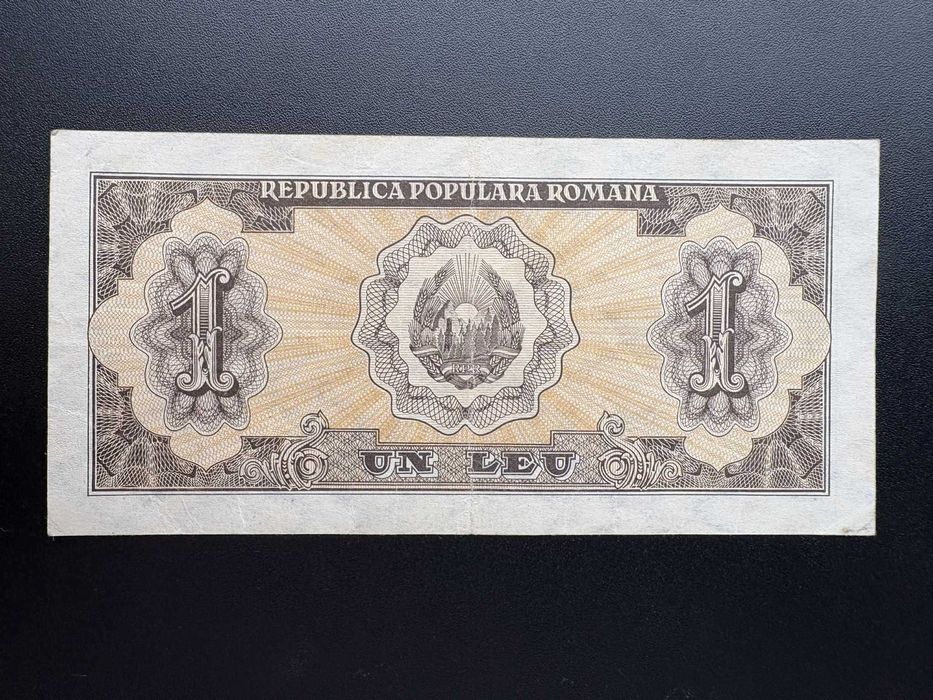 REPUBLICA POPULARA ROMANA
1 1
RPR
UN LEU